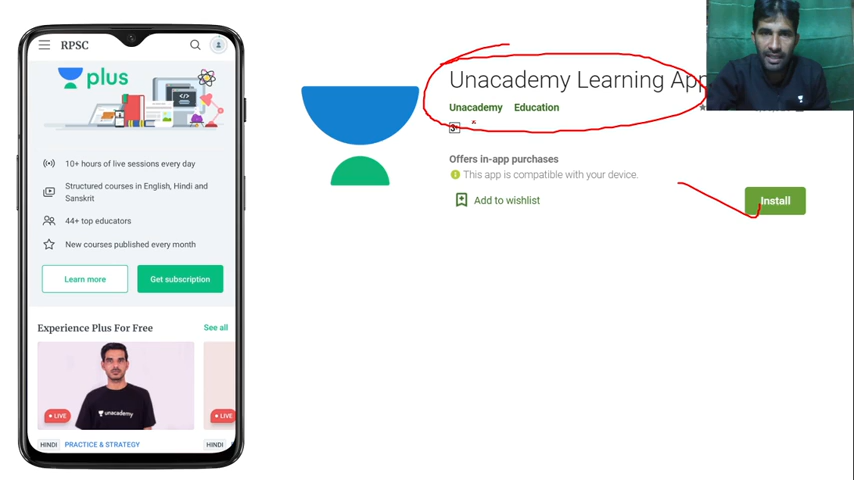 RPSC
plus
10+ hours of live sessions every day
Structured courses in English, Hindi and
Sanskrit
44+ top educators
New courses published every month
Learn more
Get subscription
Experience Plus For Free
See all
LIVE
unacademy
LIVE
HINDI
PRACTICE & STRATEGY
HINDI
Unacademy Learning App
Unacademy Education
3+
Offers in-app purchases
This app is compatible with your device.
Add to wishlist
Install